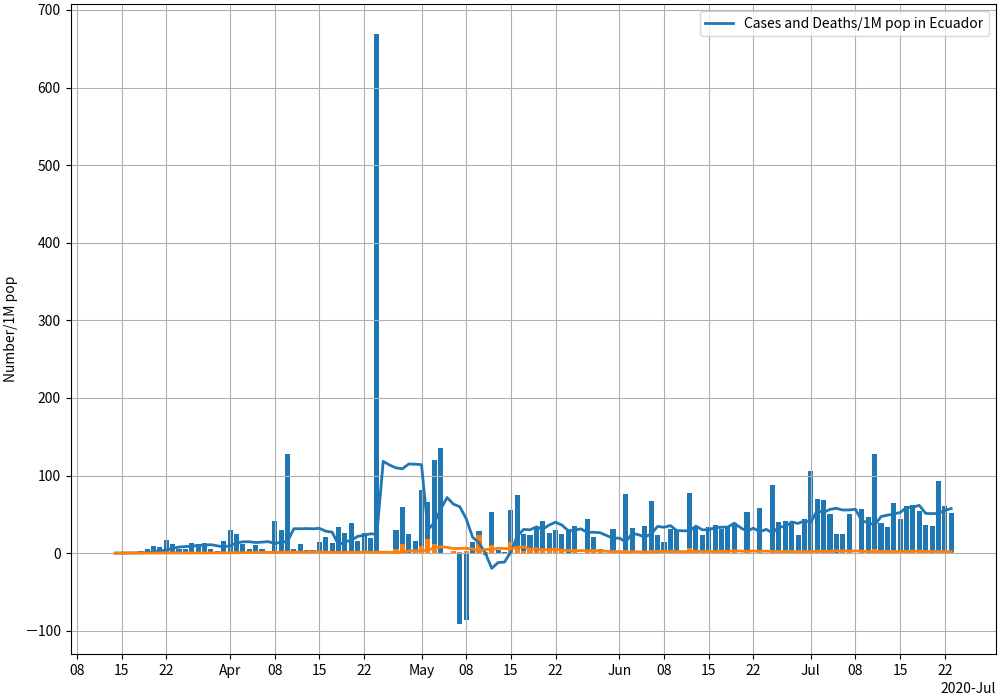 Cases and Deaths/1M pop in Ecuador
Number/1M pop
700
600
500
400
300
200
100
0
−100
08 15 22 Apr 08 15 22 May 08 15 22 Jun 08 15 22 Jul 08 15 22
2020-Jul